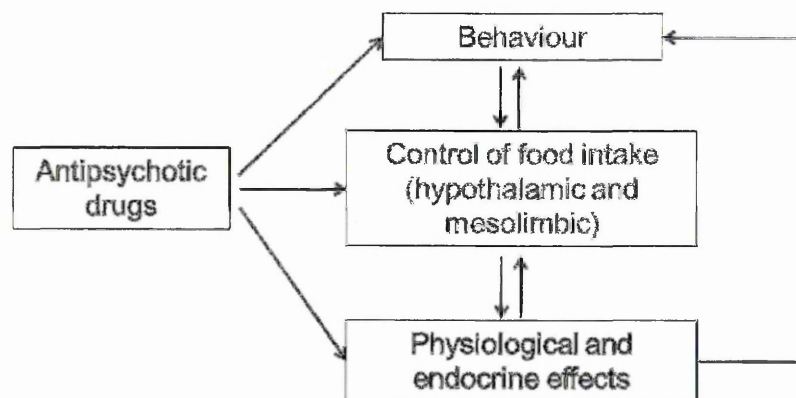 Behaviour
Antipsychotic
drugs
Control of food intake
(hypothalamic and
mesolimbic)
Physiological and
endocrine effects